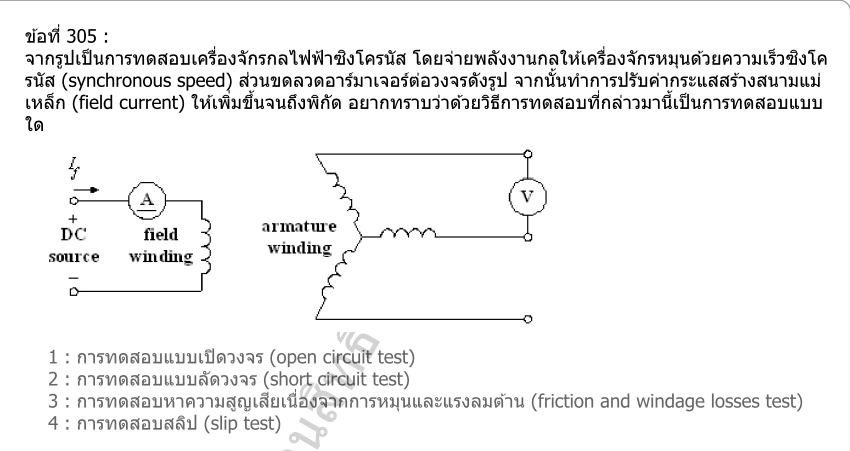 ข้อที่ 305 :
จากรูปเป็นการทดสอบเครื่องจักรกลไฟฟ้าซิงโครนัส โดยจ่ายพลังงานกลให้เครื่องจักรหมุนด้วยความเร็วซิงโค
รนัส (synchronous speed) ส่วนขดลวดอาร์มาเจอร์ต่อวงจรดังรูป จากนั้นทำการปรับค่ากระแสสร้างสนามแม่
เหล็ก (field current) ให้เพิ่มขึ้นจนถึงพิกัด อยากทราบว่าด้วยวิธีการทดสอบที่กล่าวมานี้เป็นการทดสอบแบบ
ใด
If
A
+
DC
source
−
field
winding
armature
winding
V
1 : การทดสอบแบบเปิดวงจร (open circuit test)
2 : การทดสอบแบบลัดวงจร (short circuit test)
3 : การทดสอบหาความสูญเสียเนื่องจากการหมุนและแรงลมต้าน (friction and windage losses test)
4 : การทดสอบสลิป (slip test)